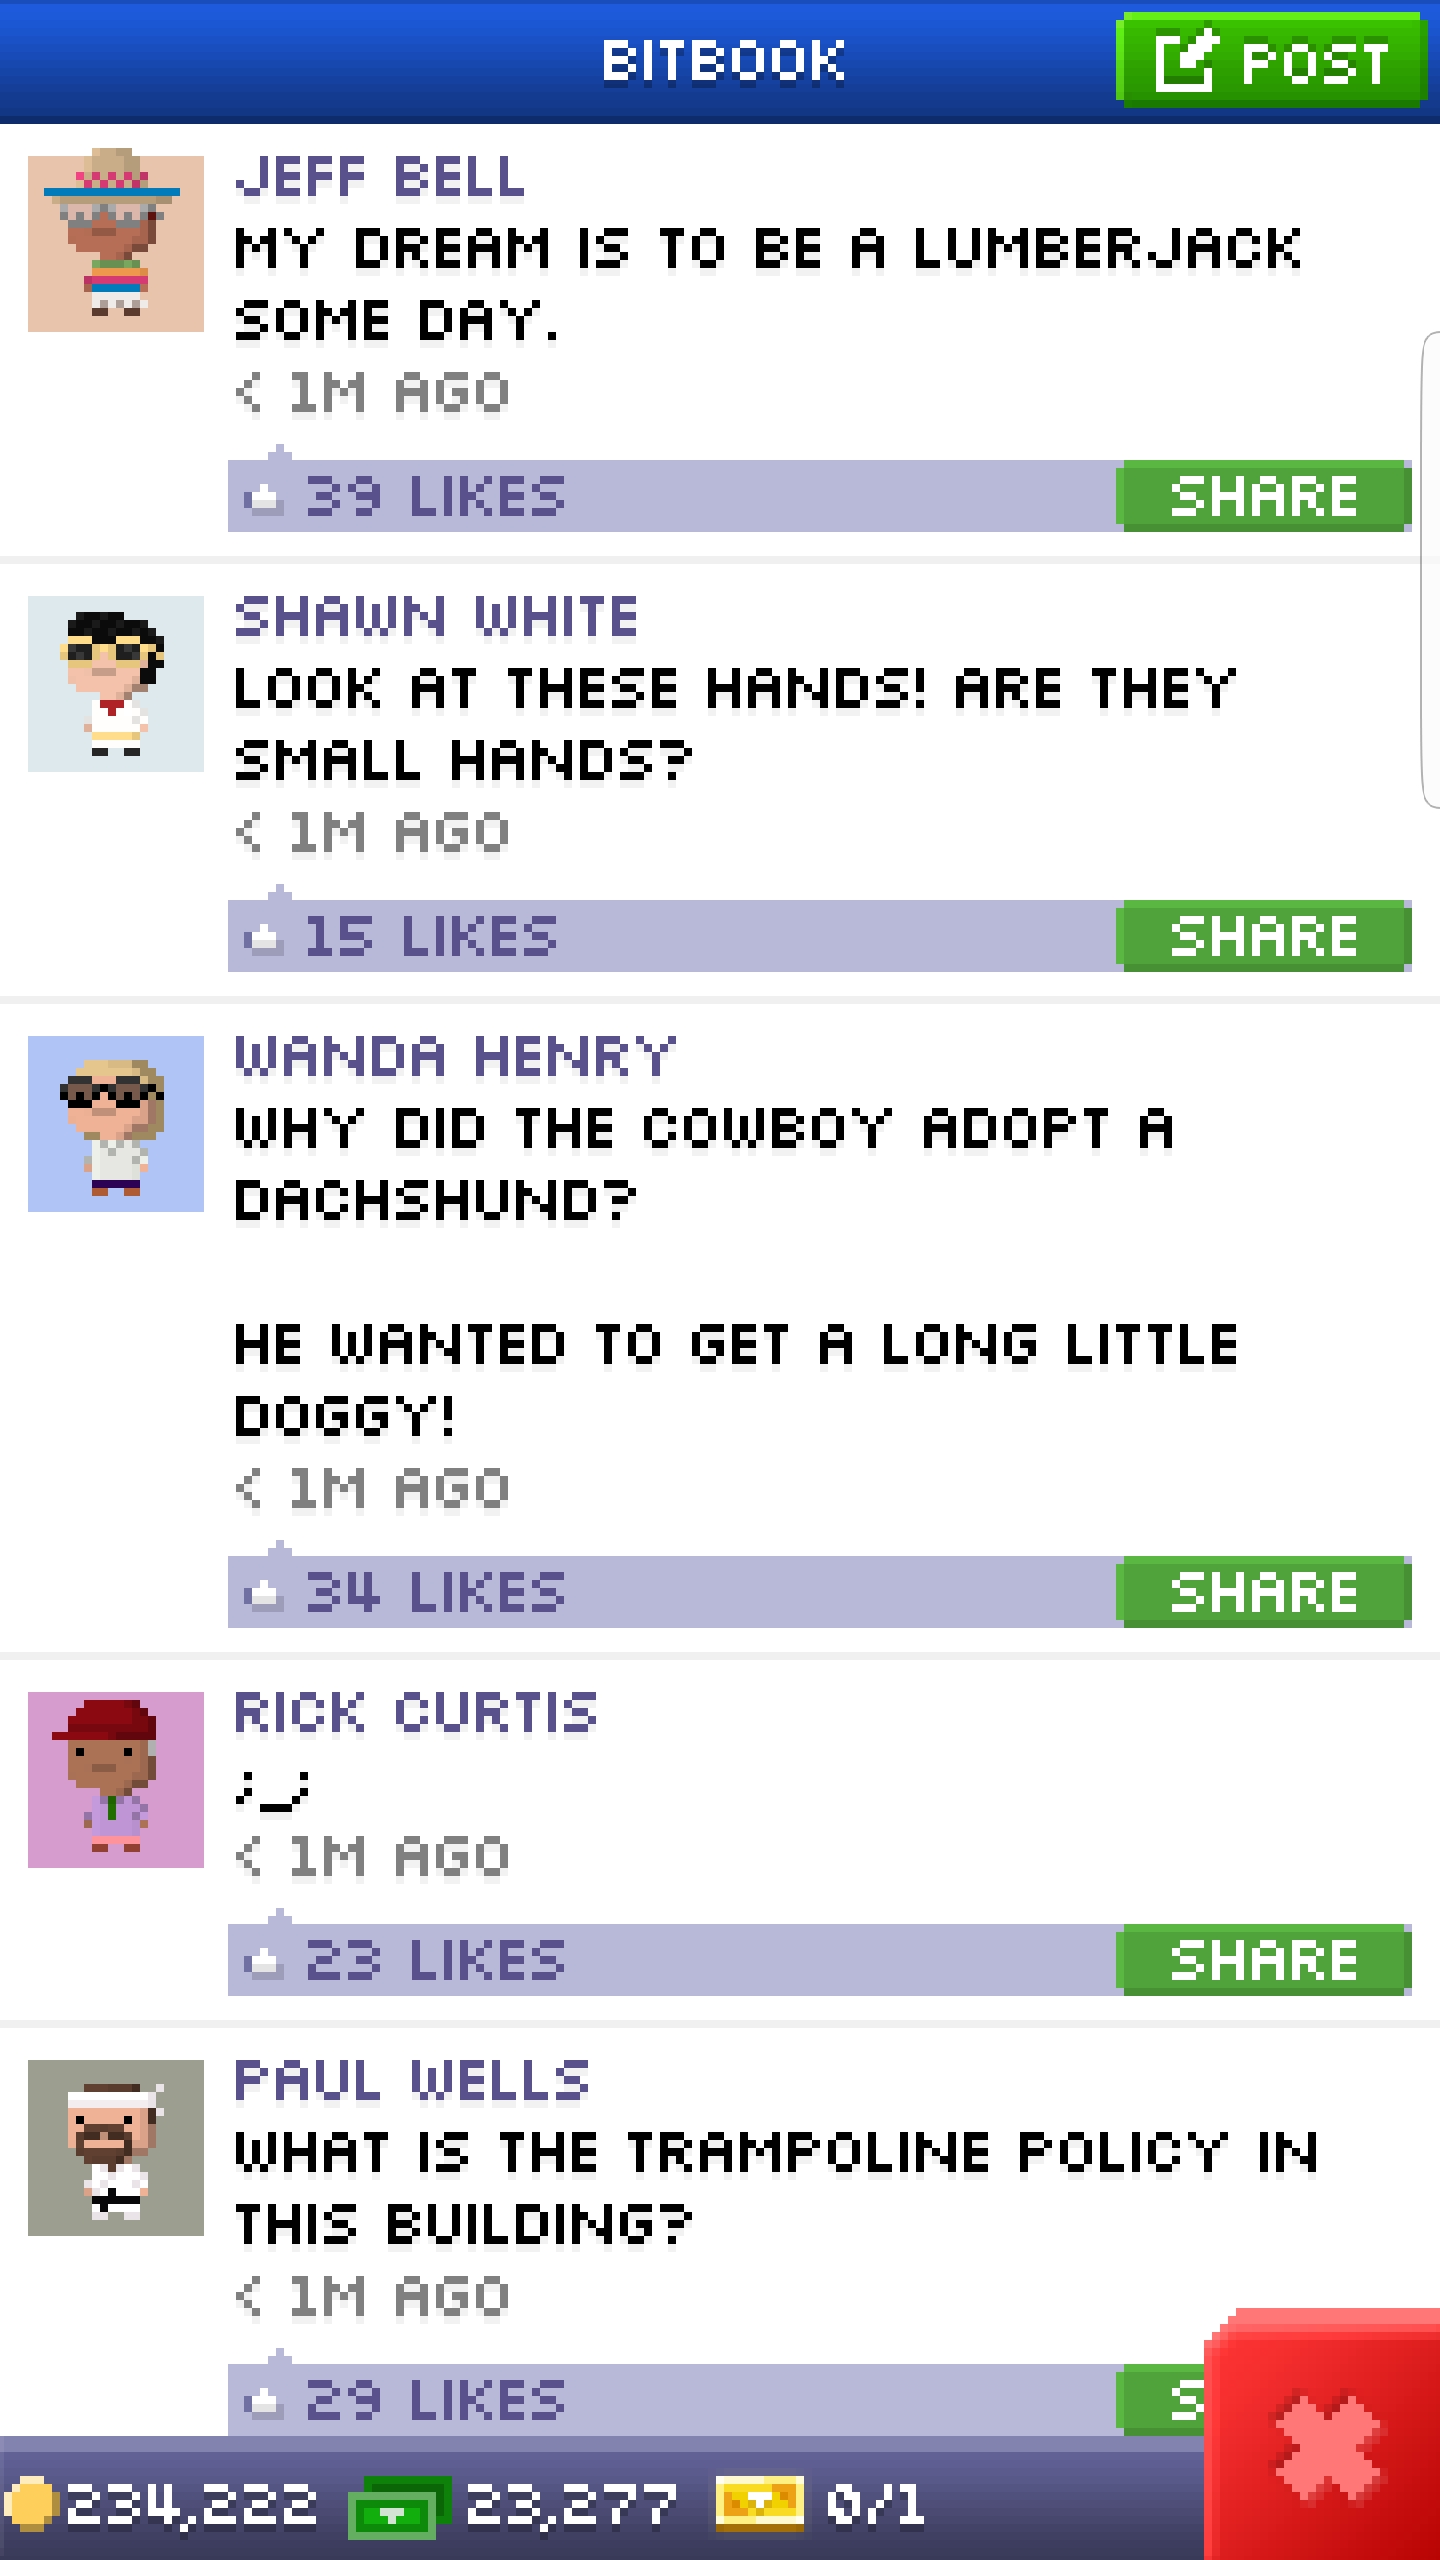 BITBOOK
POST
JEFF BELL
MY DREAM IS TO BE A LUMBERJACK
SOME DAY.
< 1M AGO
39 LIKES
SHARE
SHAWN WHITE
LOOK AT THESE HANDS! ARE THEY
SMALL HANDS?
< 1M AGO
15 LIKES
SHARE
WANDA HENRY
WHY DID THE COWBOY ADOPT A
DACHSHUND?
HE WANTED TO GET A LONG LITTLE
DOGGY!
< 1M AGO
34 LIKES
SHARE
RICK CURTIS
;_;
< 1M AGO
23 LIKES
SHARE
PAUL WELLS
WHAT IS THE TRAMPOLINE POLICY IN
THIS BUILDING?
< 1M AGO
29 LIKES
S
234,222 23,277 0/1